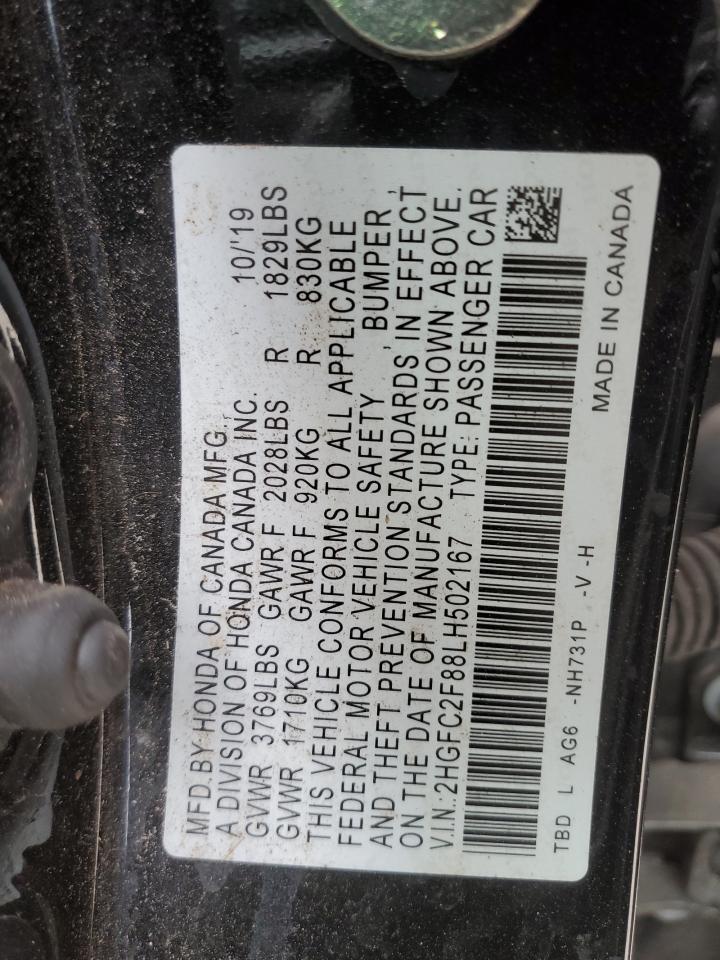 MFD.BY HONDA OF CANADA MFG., 10/'19
A DIVISION OF HONDA CANADA INC.
GVWR 3769LBS GAWR F 2028LBS R 1829LBS
GVWR 1710KG GAWR F 920KG R 830KG
THIS VEHICLE CONFORMS TO ALL APPLICABLE
FEDERAL MOTOR VEHICLE SAFETY , BUMPER ,
AND THEFT PREVENTION STANDARDS IN EFFECT
ON THE DATE OF MANUFACTURE SHOWN ABOVE.
V.I.N.:2HGFC2F88LH502167 TYPE: PASSENGER CAR
TBD L AG6 -NH731P -V -H
MADE IN CANADA